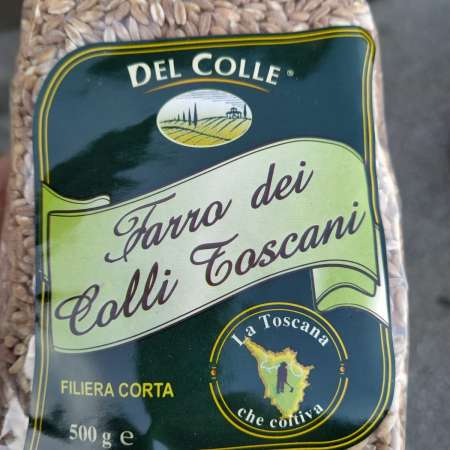 DEL COLLE®
Farro dei
Colli Toscani
La Toscana
che coltiva
FILIERA CORTA
500 g e